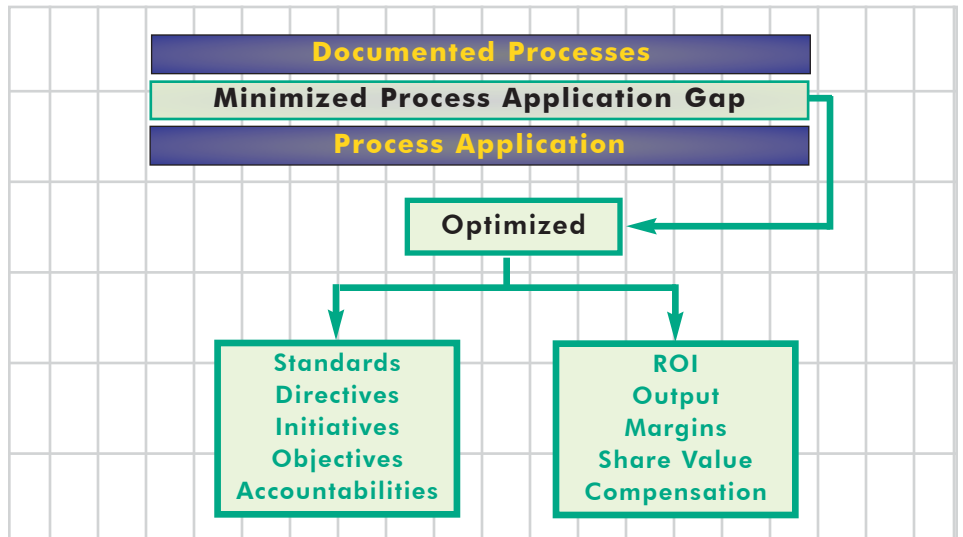 Documented Processes
Minimized Process Application Gap
Process Application
Optimized
Standards
Directives
Initiatives
Objectives
Accountabilities
ROI
Output
Margins
Share Value
Compensation